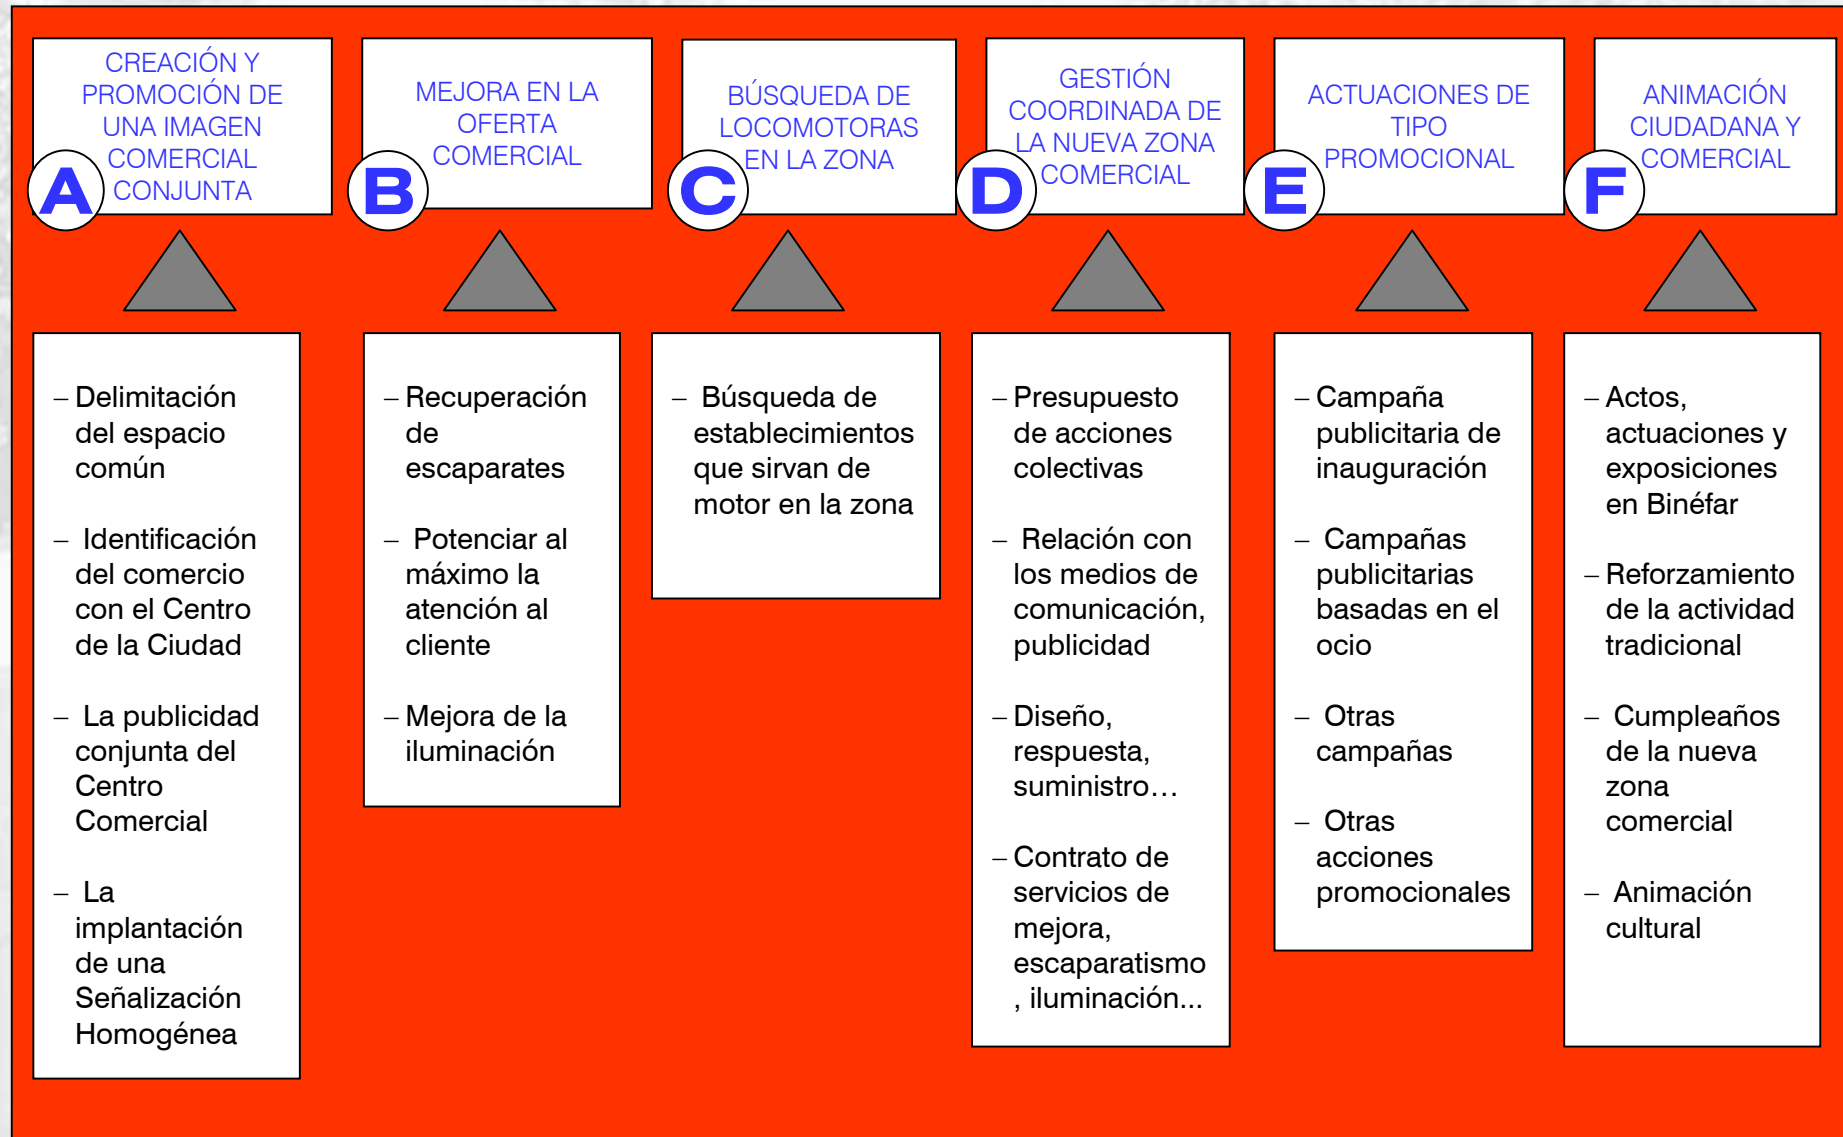 CREACIÓN Y
PROMOCIÓN DE
UNA IMAGEN
COMERCIAL
CONJUNTA
A
MEJORA EN LA
OFERTA
COMERCIAL
B
BÚSQUEDA DE
LOCOMOTORAS
EN LA ZONA
C
GESTIÓN
COORDINADA DE
LA NUEVA ZONA
COMERCIAL
D
ACTUACIONES DE
TIPO
PROMOCIONAL
E
ANIMACIÓN
CIUDADANA Y
COMERCIAL
F
– Delimitación
del espacio
común
– Identificación
del comercio
con el Centro
de la Ciudad
– La publicidad
conjunta del
Centro
Comercial
– La
implantación
de una
Señalización
Homogénea
– Recuperación
de
escaparates
– Potenciar al
máximo la
atención al
cliente
– Mejora de la
iluminación
– Búsqueda de
establecimientos
que sirvan de
motor en la zona
– Presupuesto
de acciones
colectivas
– Relación con
los medios de
comunicación,
publicidad
– Diseño,
respuesta,
suministro…
– Contrato de
servicios de
mejora,
escaparatismo
, iluminación...
– Campaña
publicitaria de
inauguración
– Campañas
publicitarias
basadas en el
ocio
– Otras
campañas
– Otras
acciones
promocionales
– Actos,
actuaciones y
exposiciones
en Binéfar
– Reforzamiento
de la actividad
tradicional
– Cumpleaños
de la nueva
zona
comercial
– Animación
cultural